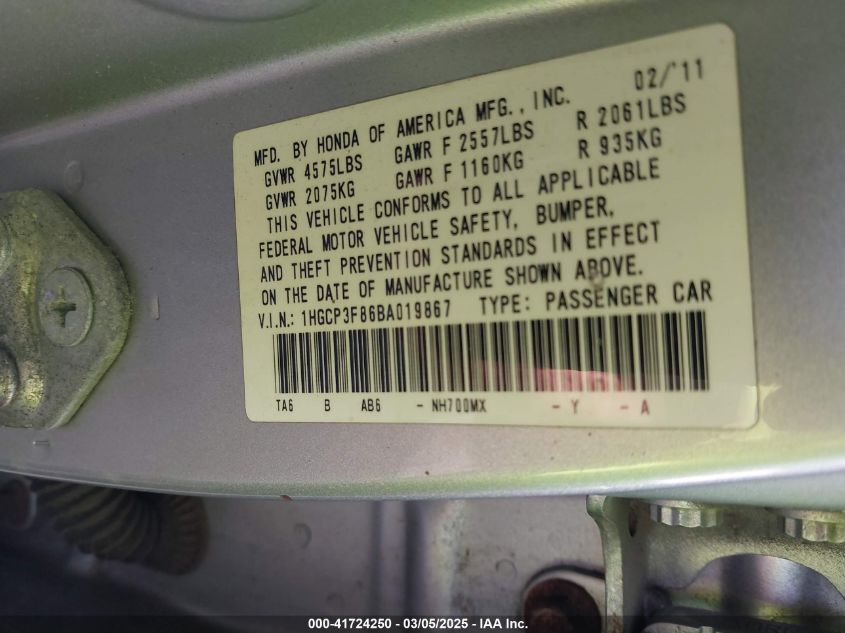 02/'11
MFD. BY HONDA OF AMERICA MFG., INC.
GVWR 4575LBS GAWR F 2557LBS R 2061LBS
GVWR 2075KG GAWR F 1160KG R 935KG
THIS VEHICLE CONFORMS TO ALL APPLICABLE
FEDERAL MOTOR VEHICLE SAFETY, BUMPER,
AND THEFT PREVENTION STANDARDS IN EFFECT
ON THE DATE OF MANUFACTURE SHOWN ABOVE.
V.I.N.: 1HGCP3F86BA019867 TYPE: PASSENGER CAR
TA6 B AB6 - NH700MX - Y - A
000-41724250 - 03/05/2025 - IAA Inc.